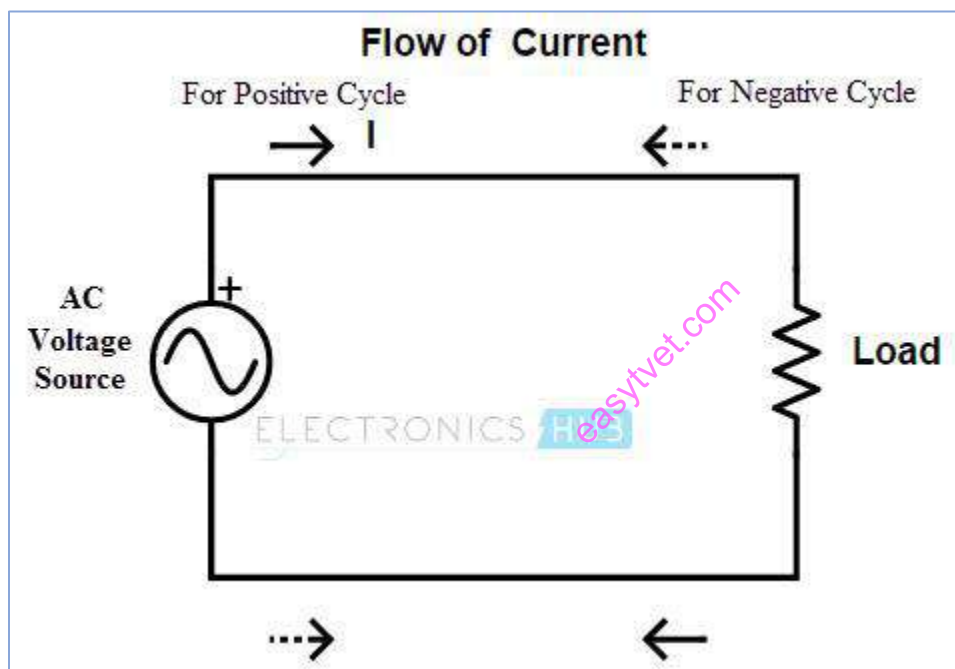 Flow of Current
For Positive Cycle
For Negative Cycle
I
+
AC
Voltage
Source
Load
easytvet.com
ELECTRONICS HUB